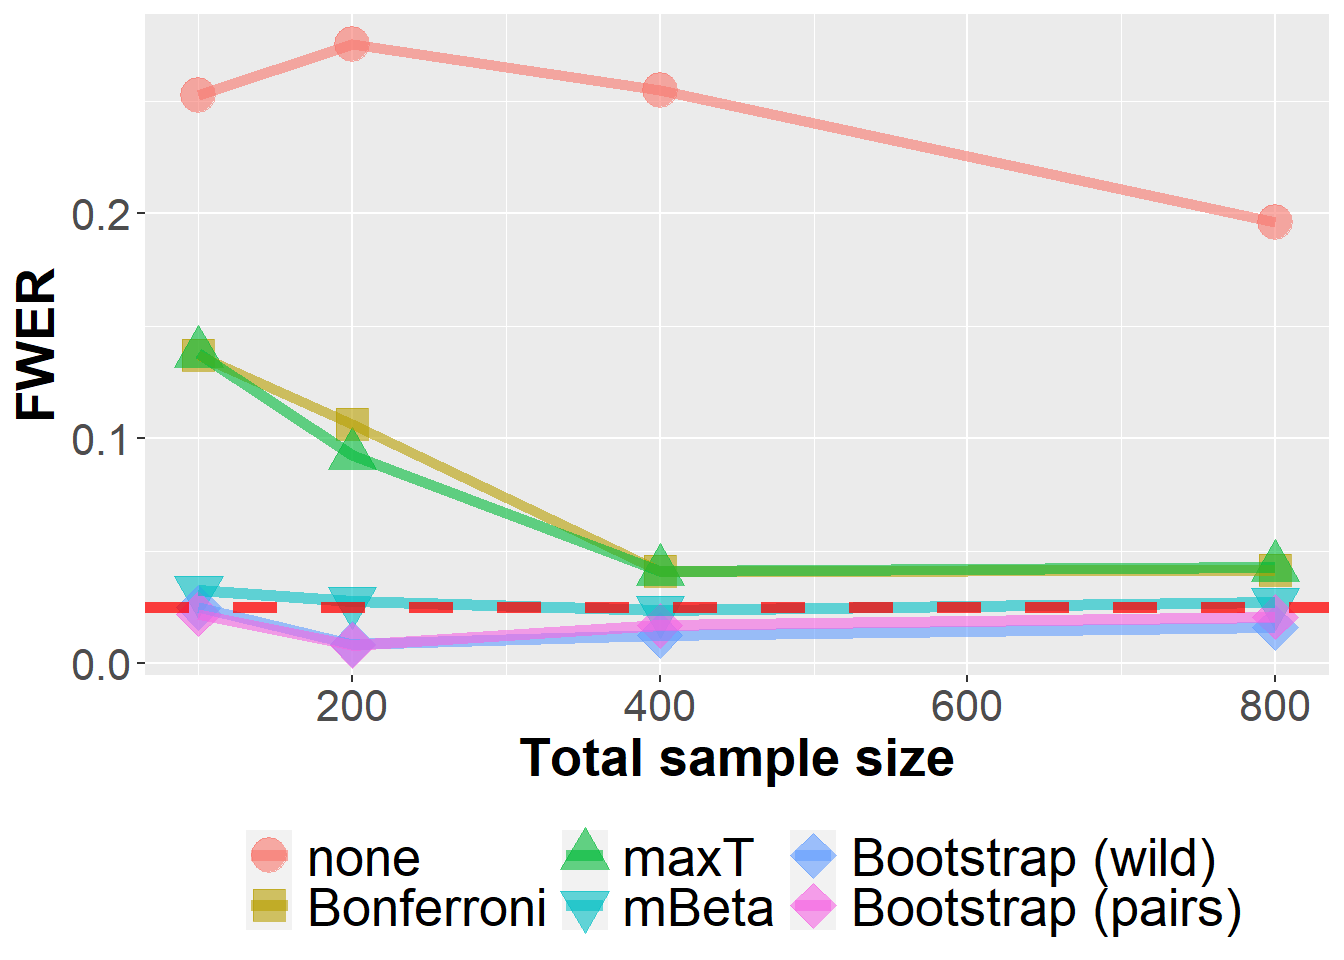 FWER
0.2
0.1
0.0
200 400 600 800
Total sample size
none maxT Bootstrap (wild)
Bonferroni mBeta Bootstrap (pairs)